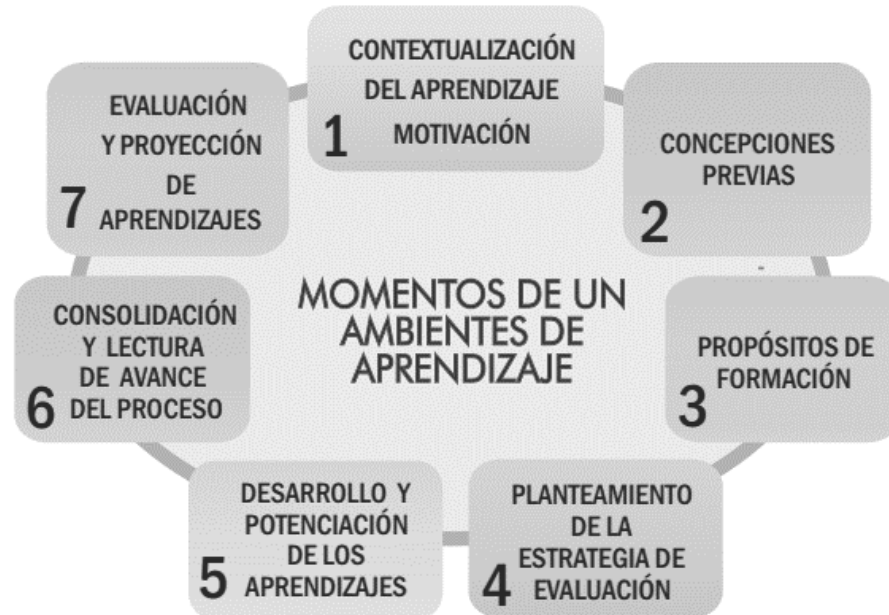 CONTEXTUALIZACIÓN
DEL APRENDIZAJE
MOTIVACIÓN
1
CONCEPCIONES
PREVIAS
2
PROPÓSITOS DE
FORMACIÓN
3
PLANTEAMIENTO
DE LA
ESTRATEGIA DE
EVALUACIÓN
4
DESARROLLO Y
POTENCIACIÓN
DE LOS
APRENDIZAJES
5
CONSOLIDACIÓN
Y LECTURA
DE AVANCE
DEL PROCESO
6
EVALUACIÓN
Y PROYECCIÓN
DE
APRENDIZAJES
7
MOMENTOS DE UN
AMBIENTES DE
APRENDIZAJE